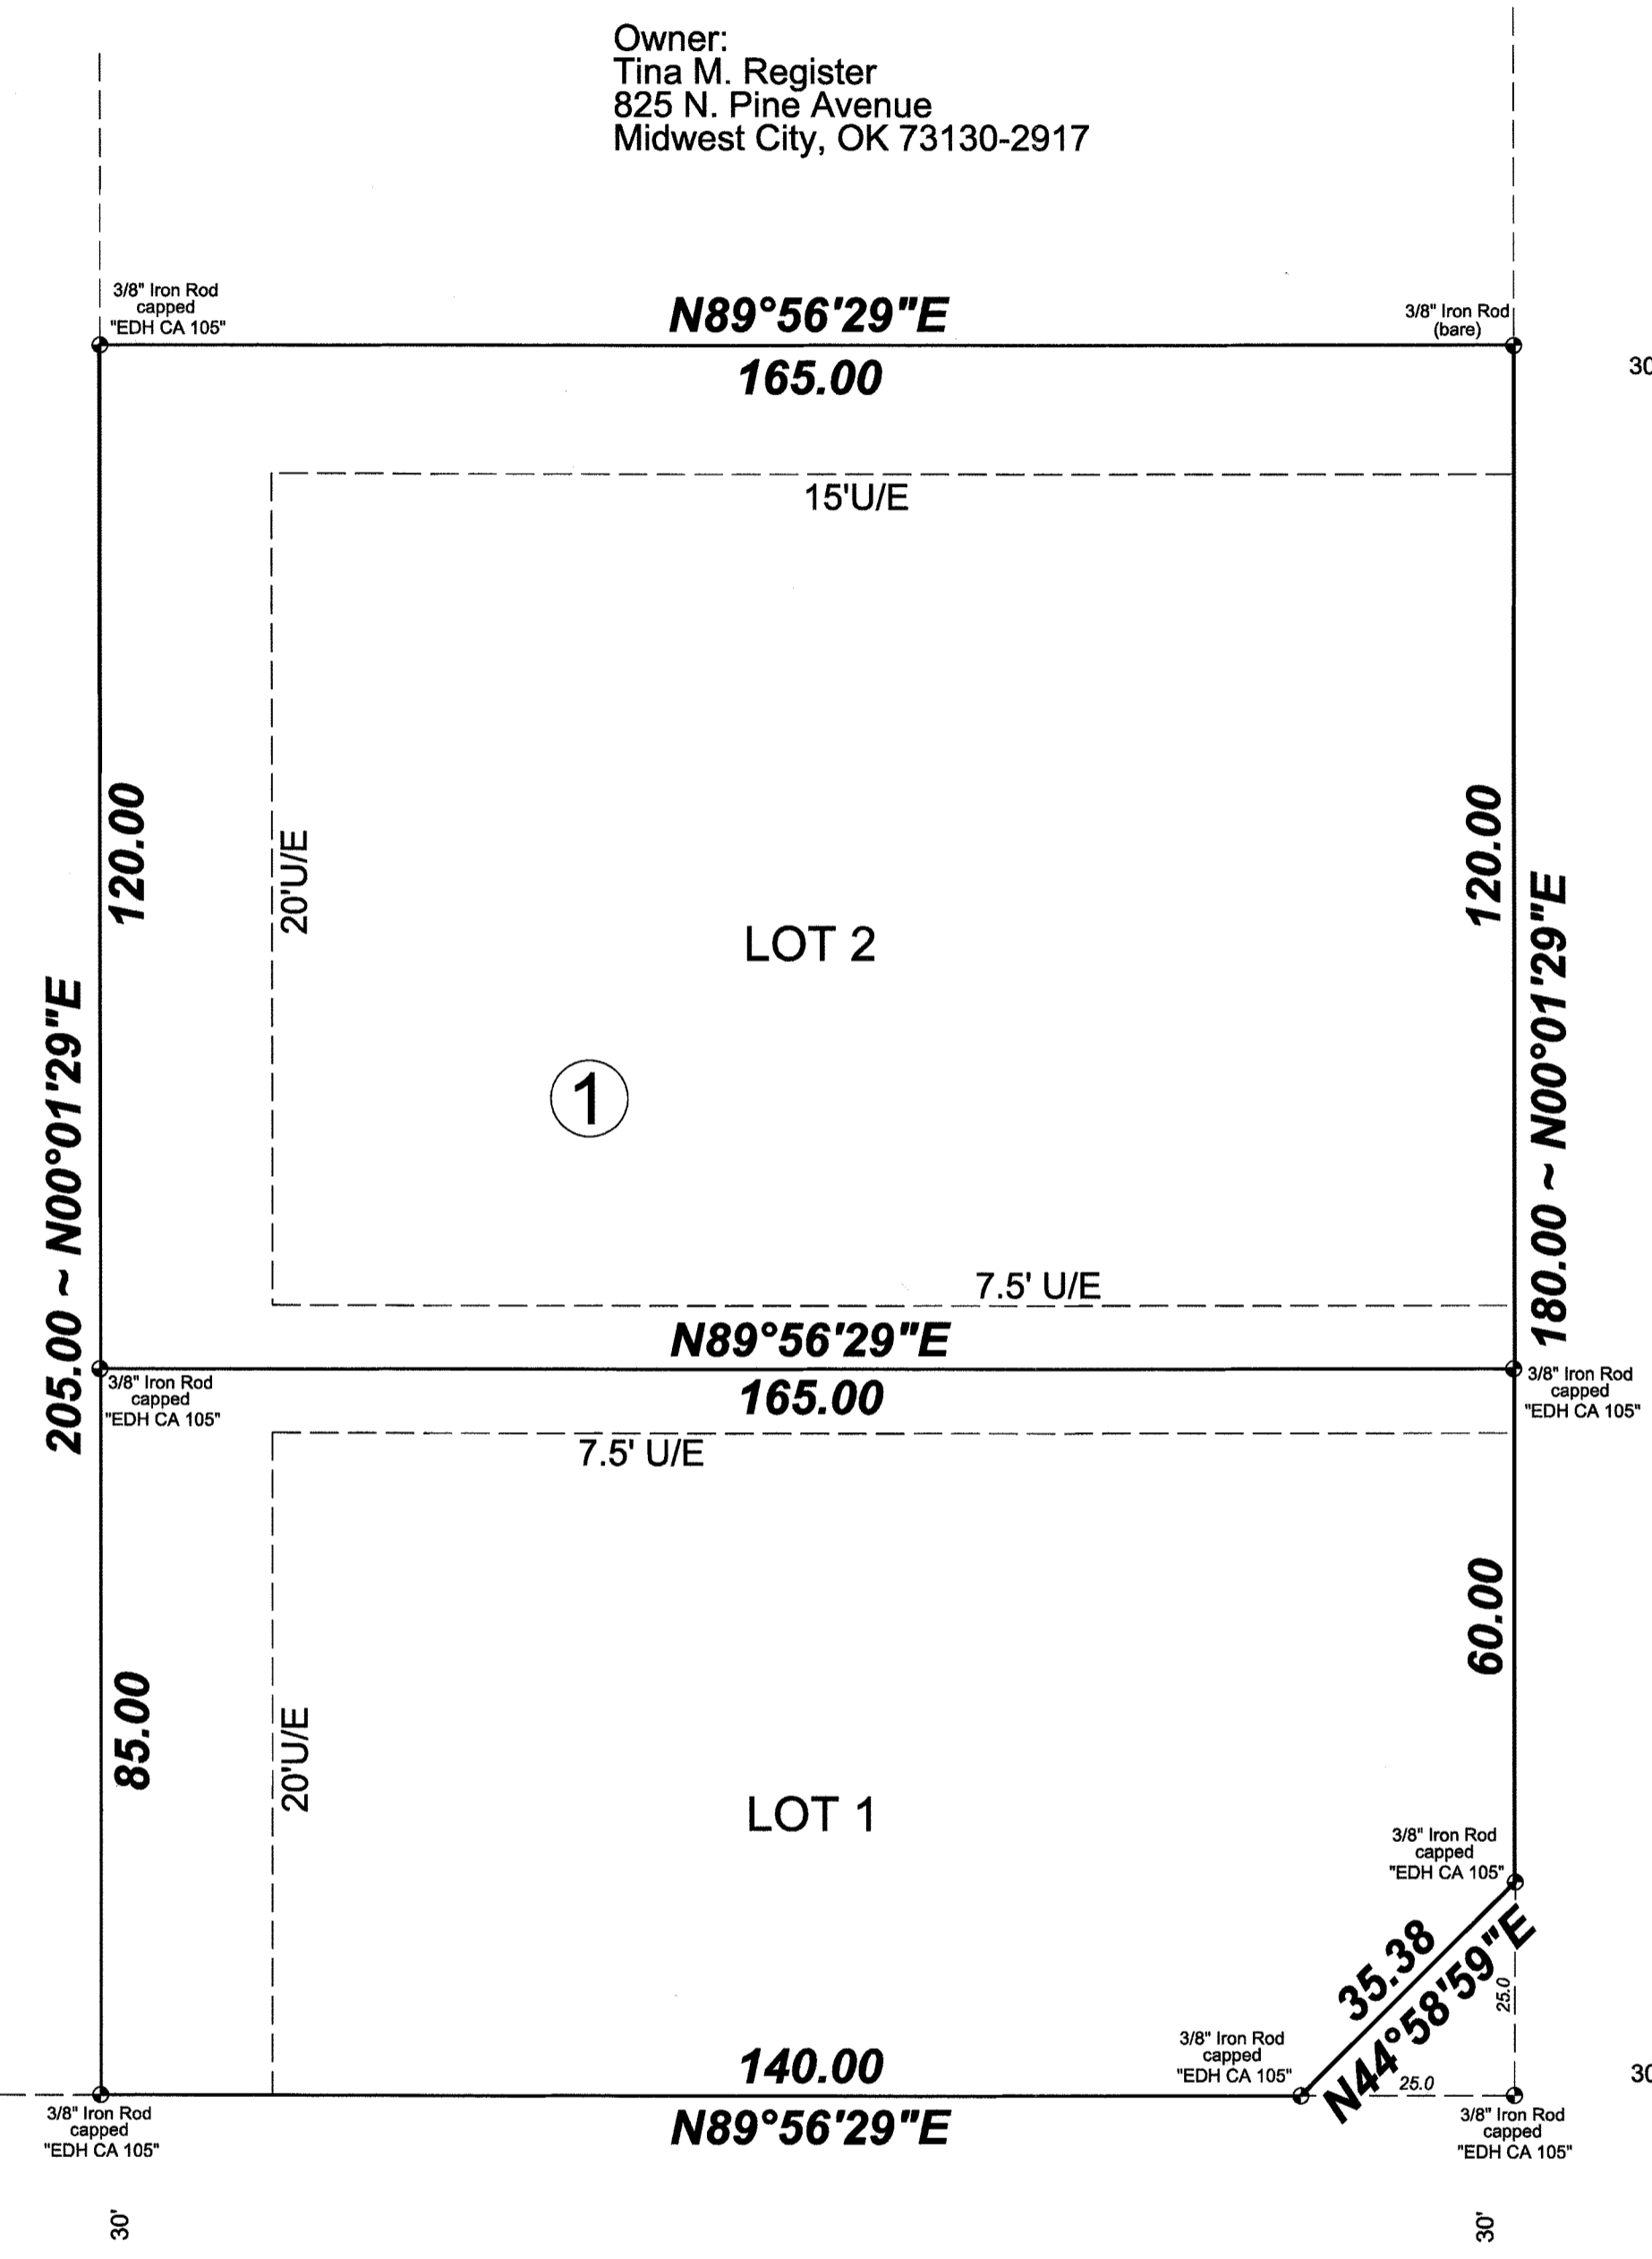 Owner:
Tina M. Register
825 N. Pine Avenue
Midwest City, OK 73130-2917
3/8" Iron Rod
capped
"EDH CA 105"
N89°56'29"E
165.00
3/8" Iron Rod
(bare)
30
15'U/E
120.00
20'U/E
LOT 2
120.00
1
205.00 ~ N00°01'29"E
180.00 ~ N00°01'29"E
7.5' U/E
N89°56'29"E
165.00
3/8" Iron Rod
capped
"EDH CA 105"
3/8" Iron Rod
capped
"EDH CA 105"
7.5' U/E
85.00
20'U/E
LOT 1
60.00
3/8" Iron Rod
capped
"EDH CA 105"
35.38
N44°58'59"E
25.0
25.0
3/8" Iron Rod
capped
"EDH CA 105"
140.00
N89°56'29"E
30
3/8" Iron Rod
capped
"EDH CA 105"
3/8" Iron Rod
capped
"EDH CA 105"
30'
30'